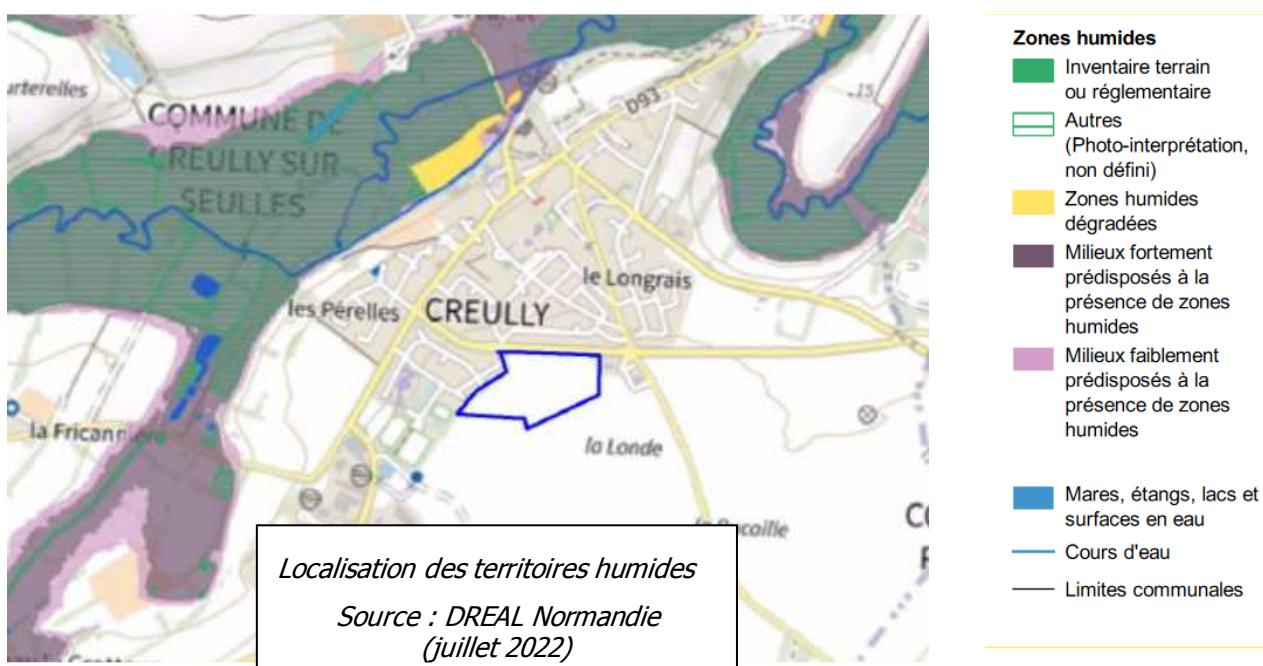 urterelles
COMMUNE DE
CREULLY SUR
SEULLES
D93
15
le Longrais
les Pérelles
CREULLY
la Fricannière
la Londe
Localisation des territoires humides
Source : DREAL Normandie
(juillet 2022)
Zones humides
Inventaire terrain
ou réglementaire
Autres
(Photo-interprétation,
non défini)
Zones humides
dégradées
Milieux fortement
prédisposés à la
présence de zones
humides
Milieux faiblement
prédisposés à la
présence de zones
humides
Mares, étangs, lacs et
surfaces en eau
Cours d'eau
Limites communales